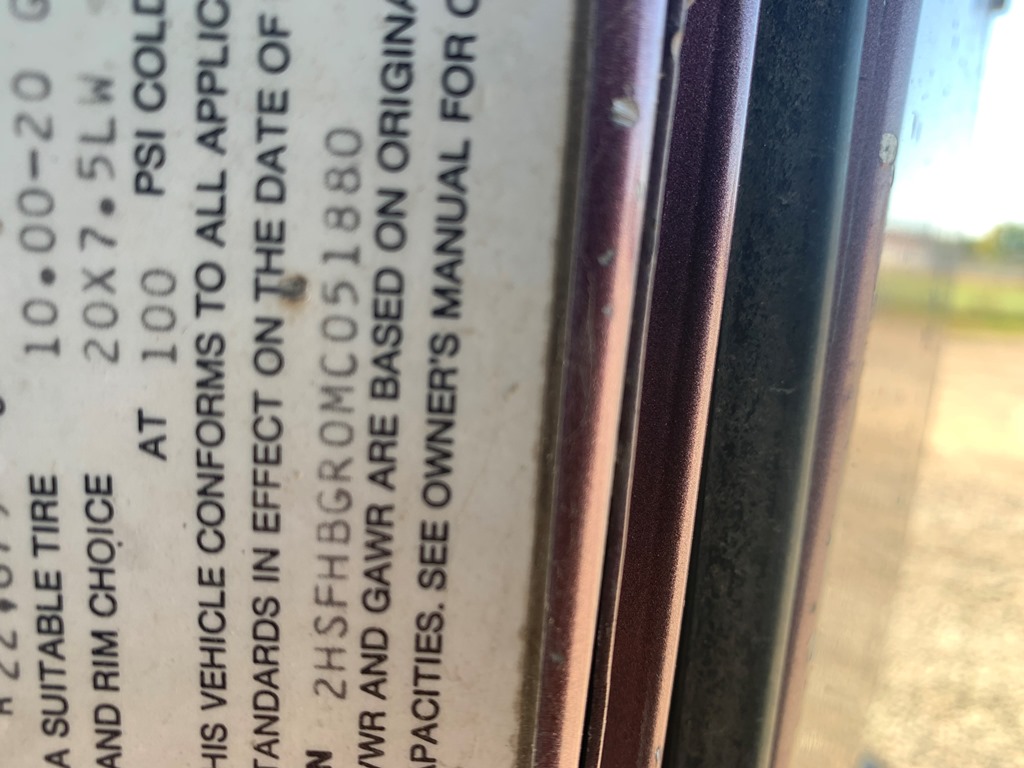 10.00-20 G
A SUITABLE TIRE
AND RIM CHOICE 20X7.5LW
AT 100 PSI COLD
HIS VEHICLE CONFORMS TO ALL APPLIC
TANDARDS IN EFFECT ON THE DATE OF
N 2HSFHBGR0MC051880
VWR AND GAWR ARE BASED ON ORIGINA
APACITIES. SEE OWNER'S MANUAL FOR C